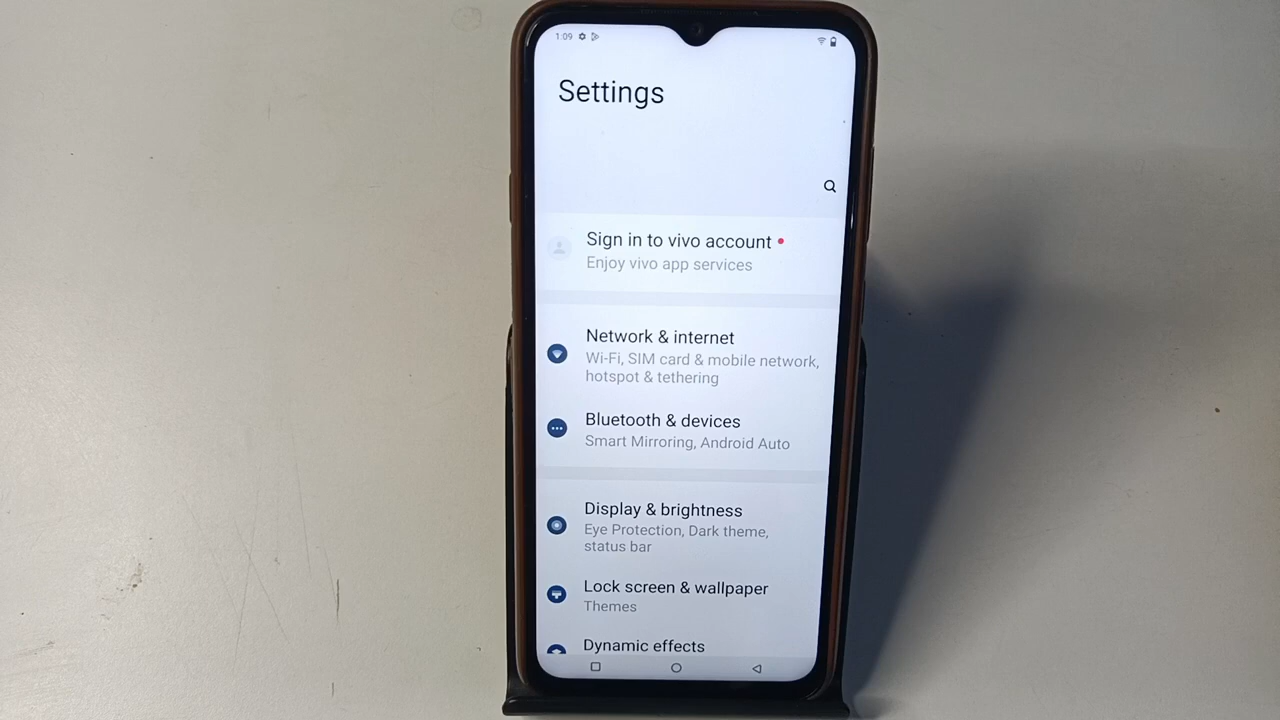 1:09
Settings
Sign in to vivo account
Enjoy vivo app services
Network & internet
Wi-Fi, SIM card & mobile network,
hotspot & tethering
Bluetooth & devices
Smart Mirroring, Android Auto
Display & brightness
Eye Protection, Dark theme,
status bar
Lock screen & wallpaper
Themes
Dynamic effects